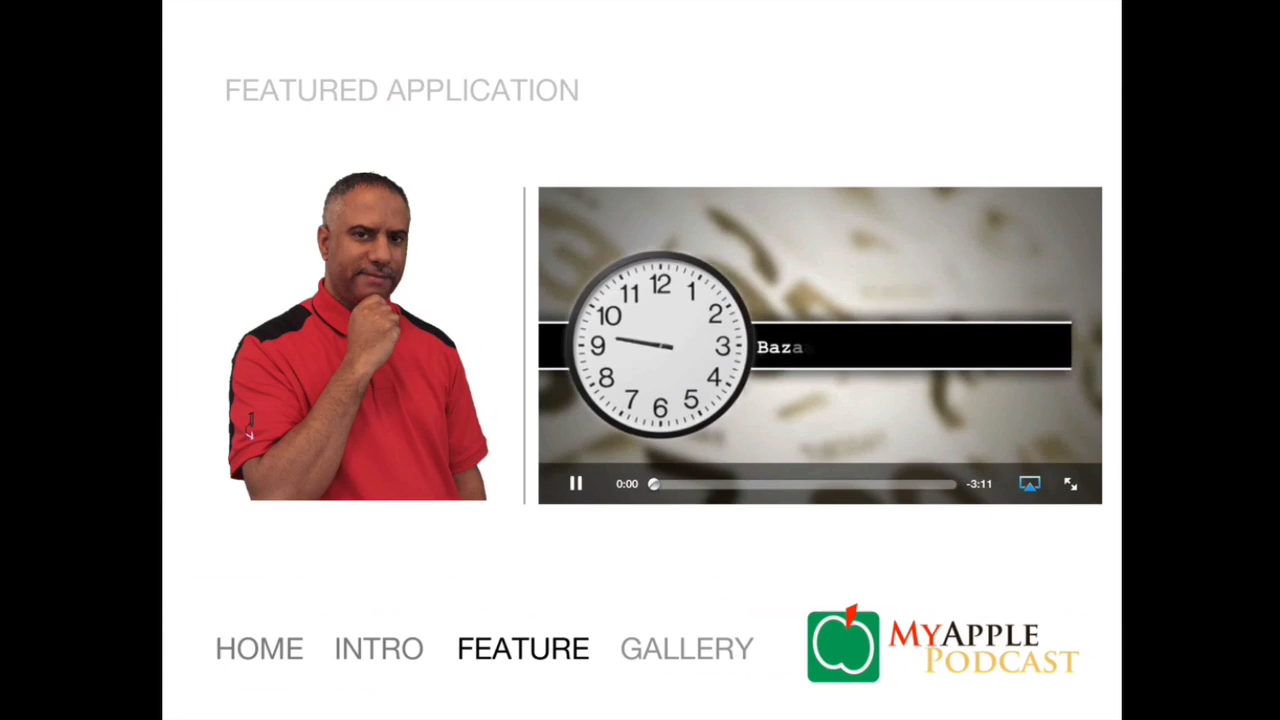 FEATURED APPLICATION
12
11 1
10 2
9 3
8 4
7 5
6
Baza
0:00 -3:11
HOME INTRO FEATURE GALLERY
MYAPPLE
PODCAST